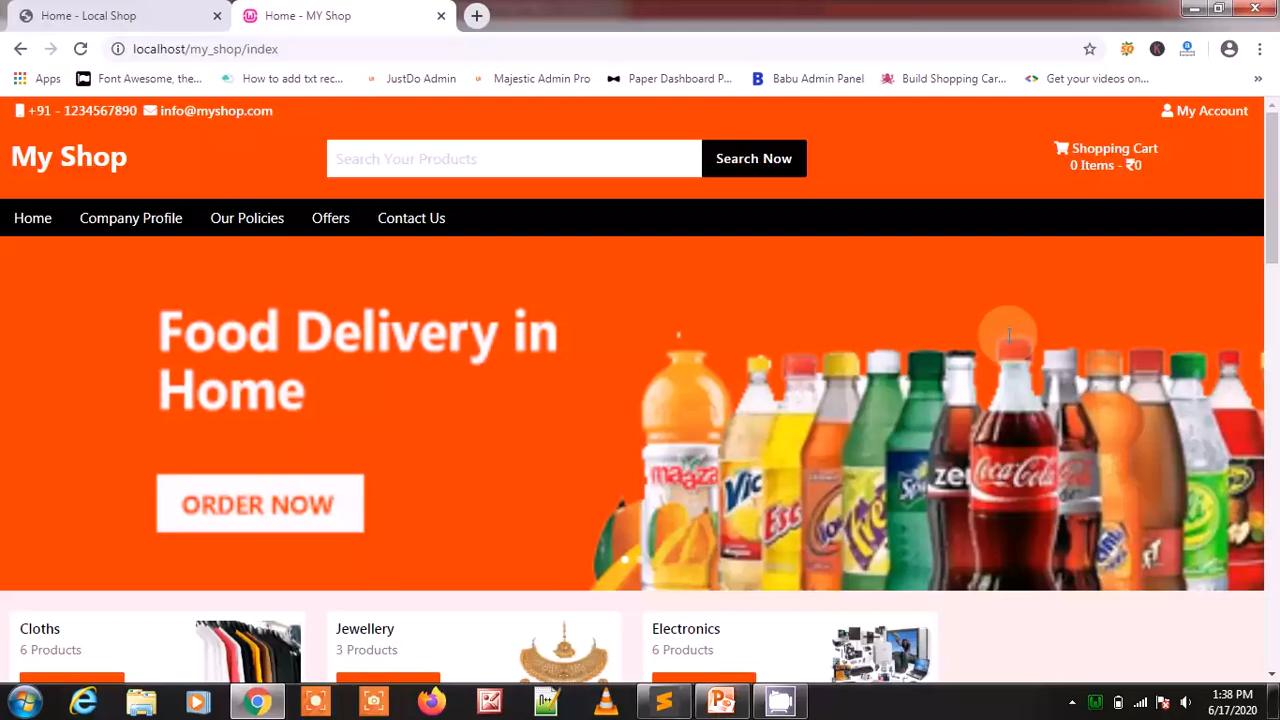 Home - Local Shop
Home - MY Shop
localhost/my_shop/index
Apps
Font Awesome, the...
How to add txt rec...
JustDo Admin
Majestic Admin Pro
Paper Dashboard P...
Babu Admin Panel
Build Shopping Car...
Get your videos on...
+91 - 1234567890 info@myshop.com
My Account
My Shop
Search Your Products
Search Now
Shopping Cart
0 Items - ₹0
Home
Company Profile
Our Policies
Offers
Contact Us
Food Delivery in
Home
ORDER NOW
maaza
zero
Coca-Cola
Cloths
6 Products
Jewellery
3 Products
Electronics
6 Products
1:38 PM
6/17/2020